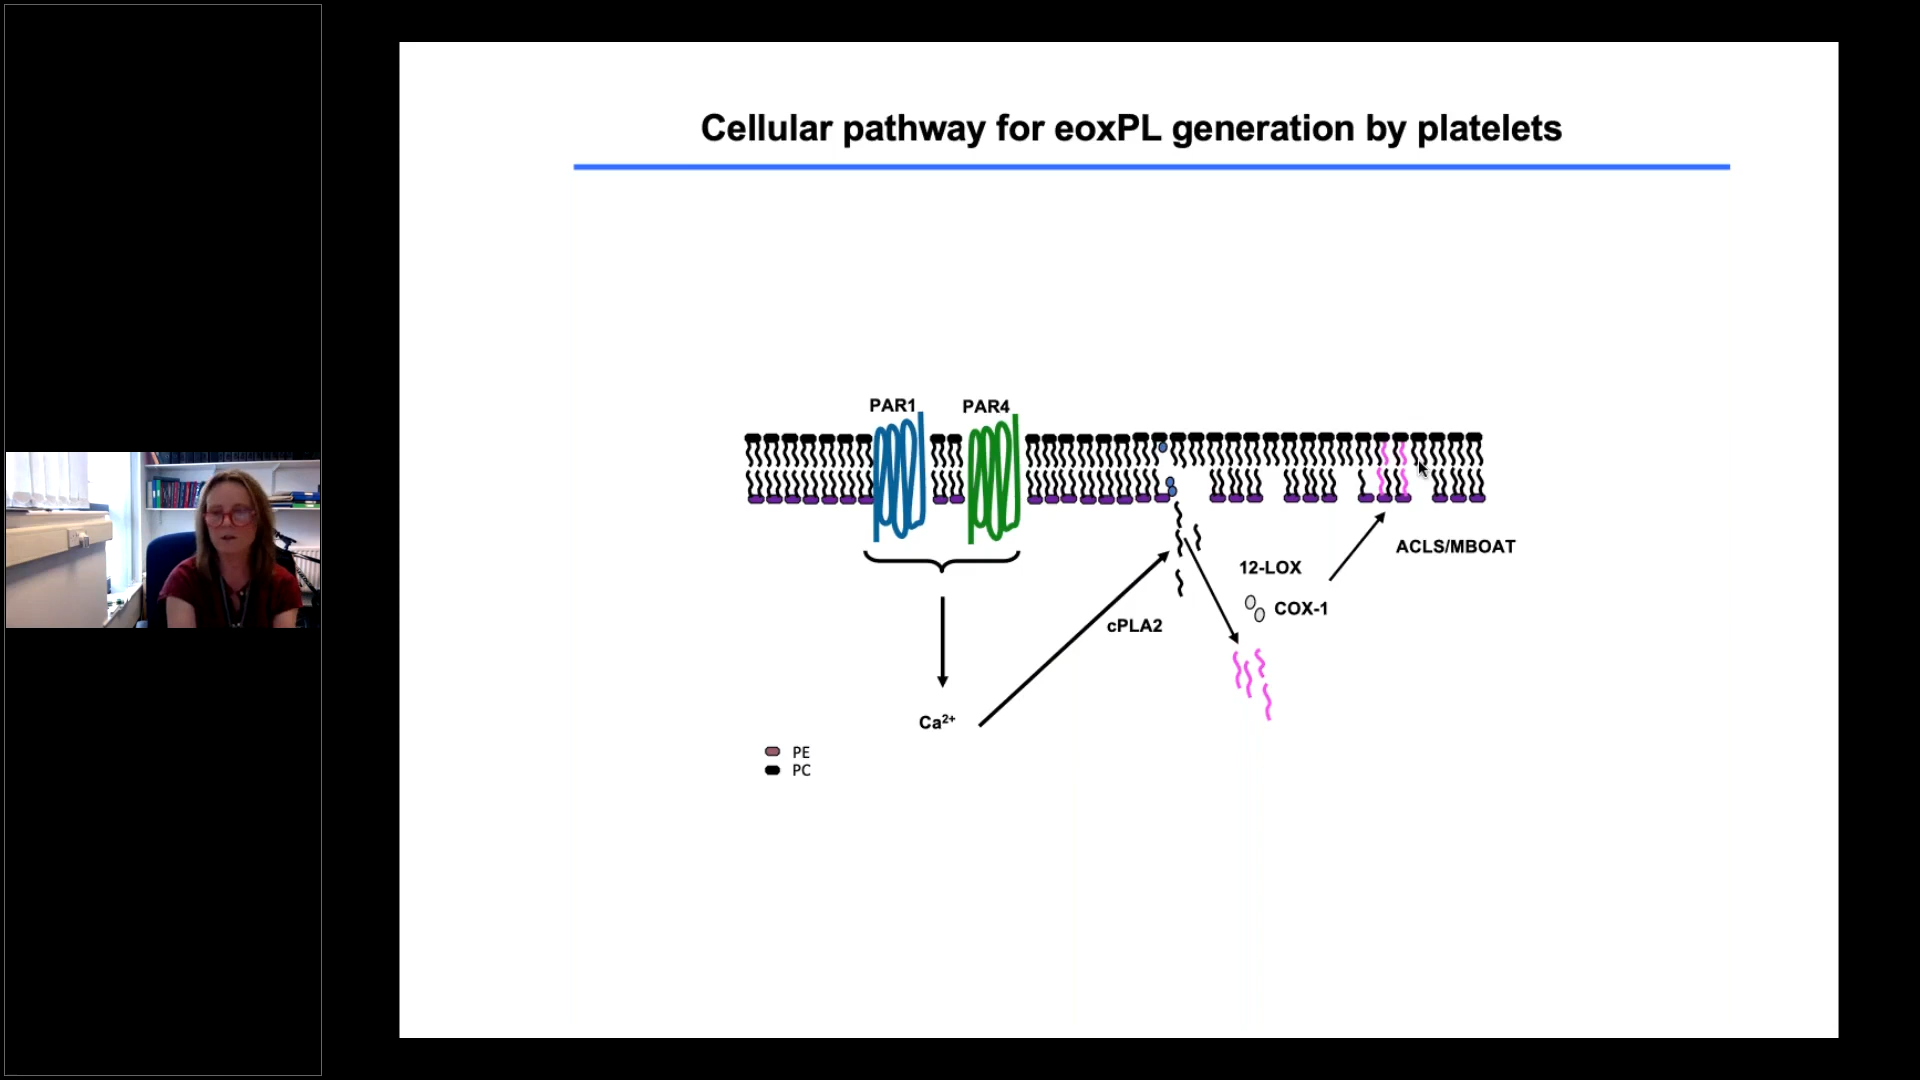 Cellular pathway for eoxPL generation by platelets
PAR1
PAR4
ACLS/MBOAT
12-LOX
COX-1
cPLA2
Ca²⁺
PE
PC